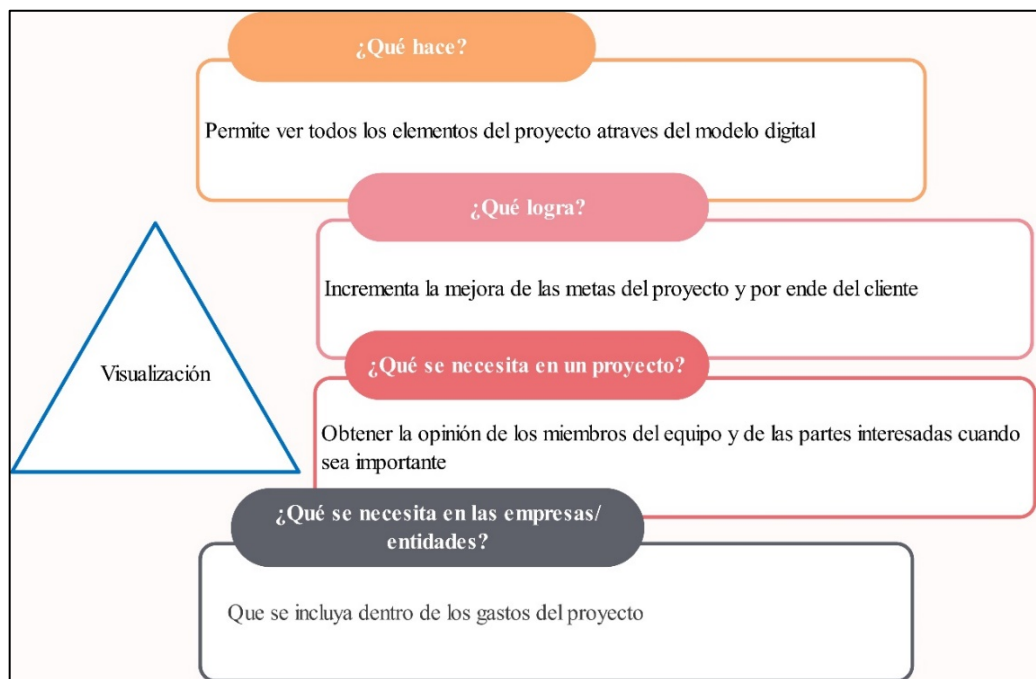 ¿Qué hace?
Permite ver todos los elementos del proyecto atraves del modelo digital
¿Qué logra?
Incrementa la mejora de las metas del proyecto y por ende del cliente
Visualización
¿Qué se necesita en un proyecto?
Obtener la opinión de los miembros del equipo y de las partes interesadas cuando
sea importante
¿Qué se necesita en las empresas/
entidades?
Que se incluya dentro de los gastos del proyecto